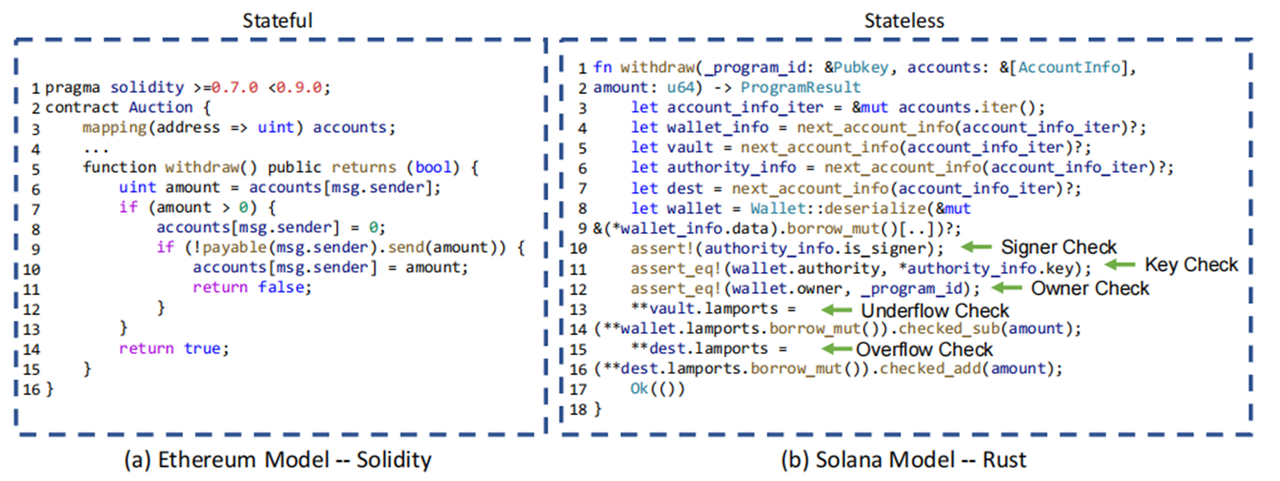 Stateful
1 pragma solidity >=0.7.0 <0.9.0;
2 contract Auction {
3 mapping(address => uint) accounts;
4 ...
5 function withdraw() public returns (bool) {
6 uint amount = accounts[msg.sender];
7 if (amount > 0) {
8 accounts[msg.sender] = 0;
9 if (!payable(msg.sender).send(amount)) {
10 accounts[msg.sender] = amount;
11 return false;
12 }
13 }
14 return true;
15 }
16 }
(a) Ethereum Model -- Solidity
Stateless
1 fn withdraw(_program_id: &Pubkey, accounts: &[AccountInfo],
2 amount: u64) -> ProgramResult
3 let account_info_iter = &mut accounts.iter();
4 let wallet_info = next_account_info(account_info_iter)?;
5 let vault = next_account_info(account_info_iter)?;
6 let authority_info = next_account_info(account_info_iter)?;
7 let dest = next_account_info(account_info_iter)?;
8 let wallet = Wallet::deserialize(&mut
9 &(*wallet_info.data).borrow_mut()[..])?;
10 assert!(authority_info.is_signer); Signer Check
11 assert_eq!(wallet.authority, *authority_info.key); Key Check
12 assert_eq!(wallet.owner, _program_id); Owner Check
13 **vault.lamports = Underflow Check
14 (**wallet.lamports.borrow_mut()).checked_sub(amount);
15 **dest.lamports = Overflow Check
16 (**dest.lamports.borrow_mut()).checked_add(amount);
17 Ok(())
18 }
(b) Solana Model -- Rust